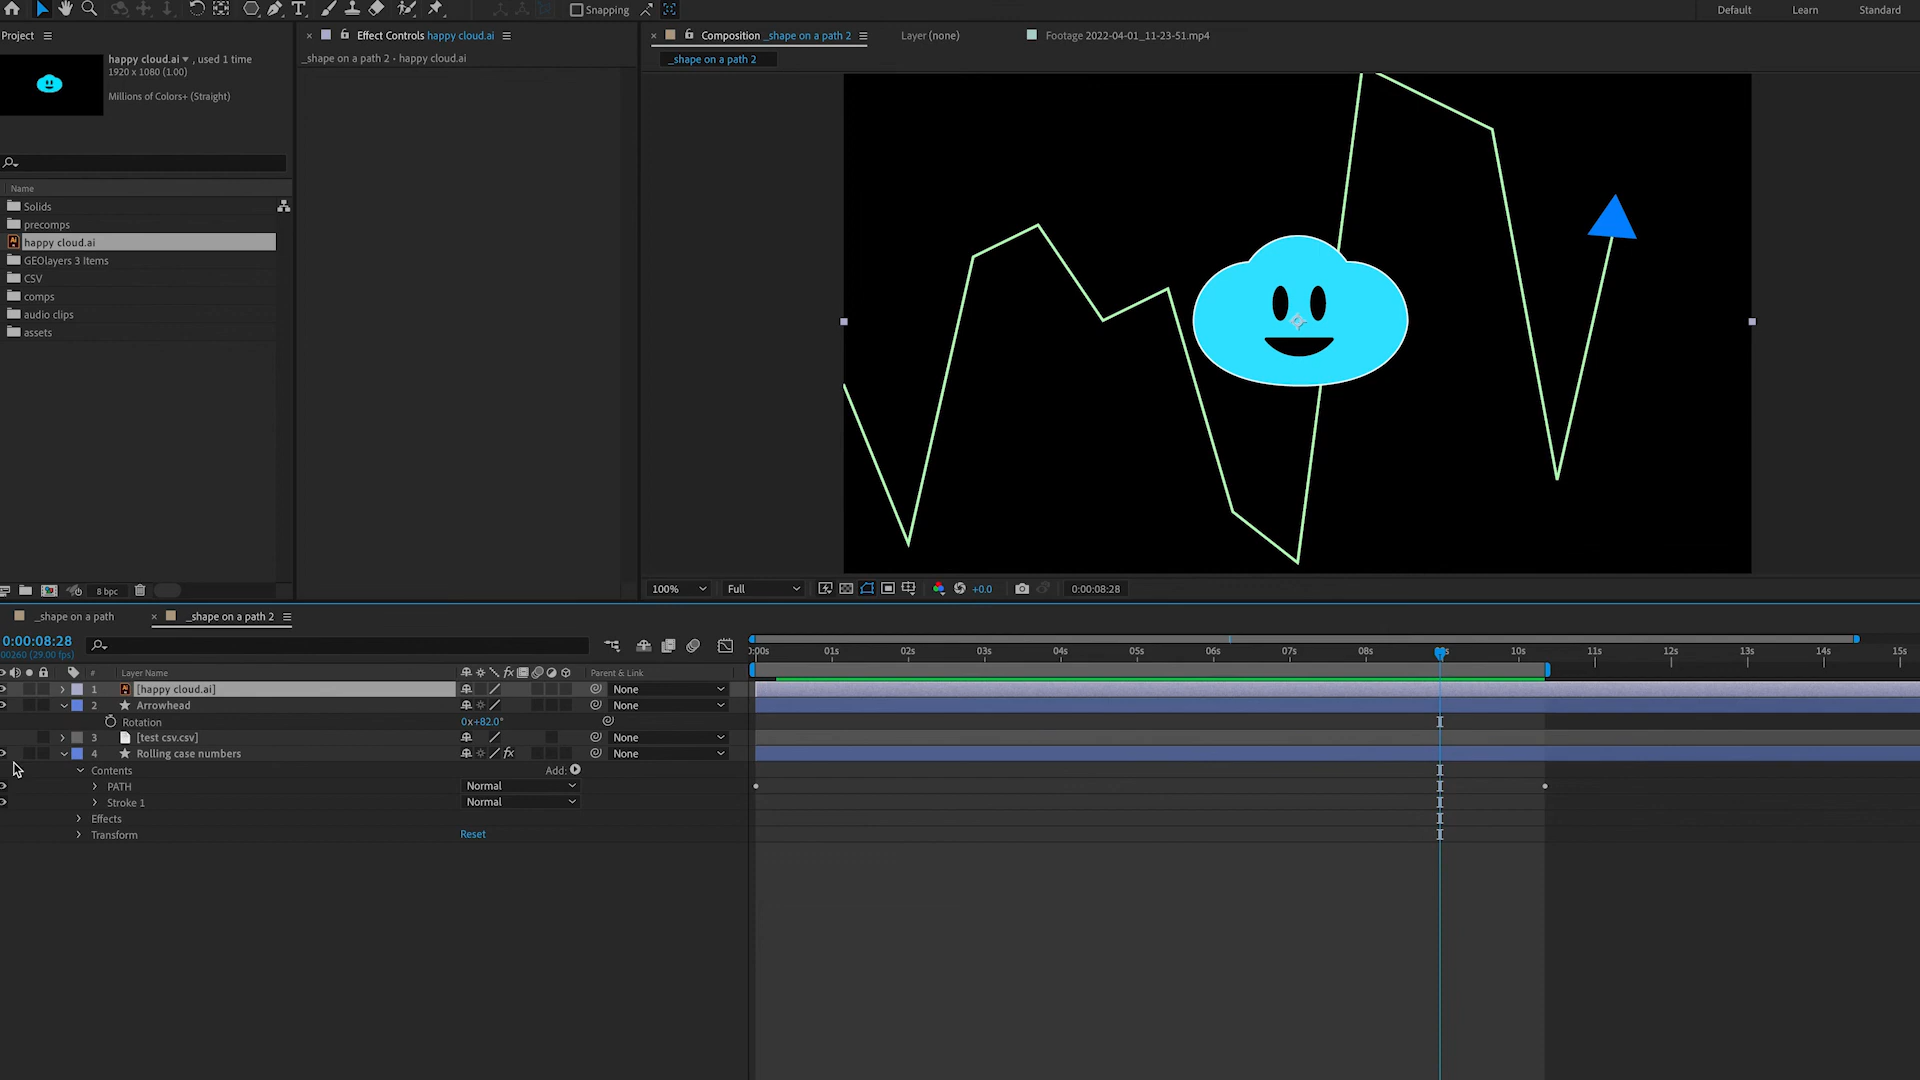 Snapping
Default
Learn
Standard
Project
Effect Controls happy cloud.ai
Composition _shape on a path 2
Layer (none)
Footage 2022-04-01_11-23-51.mp4
happy cloud.ai , used 1 time
1920 x 1080 (1.00)
Millions of Colors+ (Straight)
_shape on a path 2 • happy cloud.ai
_shape on a path 2
Name
Solids
precomps
happy cloud.ai
GEOlayers 3 Items
CSV
comps
audio clips
assets
8 bpc
100%
Full
+0.0
0:00:08:28
_shape on a path
_shape on a path 2
0:00:08:28
00260 (29.00 fps)
# Layer Name
Parent & Link
1 [happy cloud.ai] None
2 Arrowhead None
Rotation 0x+82.0°
3 [test csv.csv] None
4 Rolling case numbers None
Contents Add:
PATH Normal
Stroke 1 Normal
Effects
Transform Reset
:00s 01s 02s 03s 04s 05s 06s 07s 08s 10s 11s 12s 13s 14s 15s